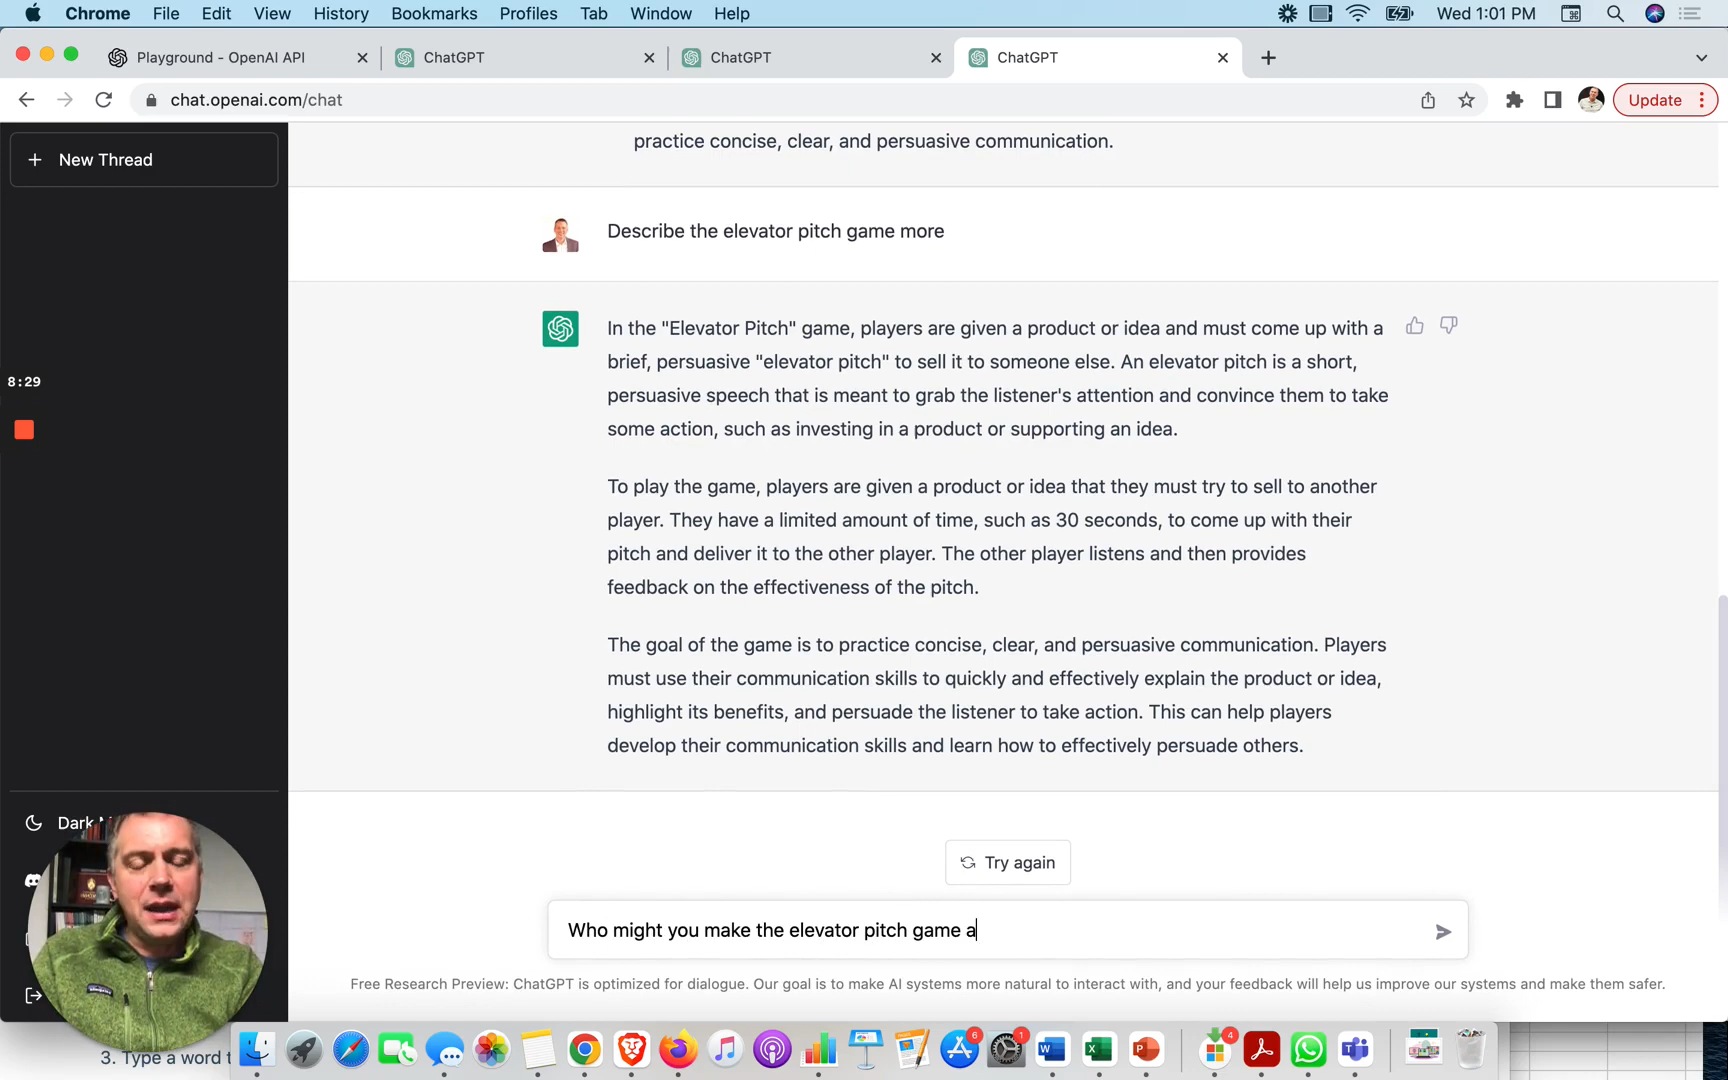 Chrome File Edit View History Bookmarks Profiles Tab Window Help Wed 1:01 PM
Playground - OpenAI API ChatGPT ChatGPT ChatGPT
chat.openai.com/chat Update
+ New Thread
practice concise, clear, and persuasive communication.
Describe the elevator pitch game more
In the "Elevator Pitch" game, players are given a product or idea and must come up with a
brief, persuasive "elevator pitch" to sell it to someone else. An elevator pitch is a short,
8:29
persuasive speech that is meant to grab the listener's attention and convince them to take
some action, such as investing in a product or supporting an idea.
To play the game, players are given a product or idea that they must try to sell to another
player. They have a limited amount of time, such as 30 seconds, to come up with their
pitch and deliver it to the other player. The other player listens and then provides
feedback on the effectiveness of the pitch.
The goal of the game is to practice concise, clear, and persuasive communication. Players
must use their communication skills to quickly and effectively explain the product or idea,
highlight its benefits, and persuade the listener to take action. This can help players
develop their communication skills and learn how to effectively persuade others.
Dark
Try again
Who might you make the elevator pitch game a
Free Research Preview: ChatGPT is optimized for dialogue. Our goal is to make AI systems more natural to interact with, and your feedback will help us improve our systems and make them safer.
6 1 4
3. Type a word t